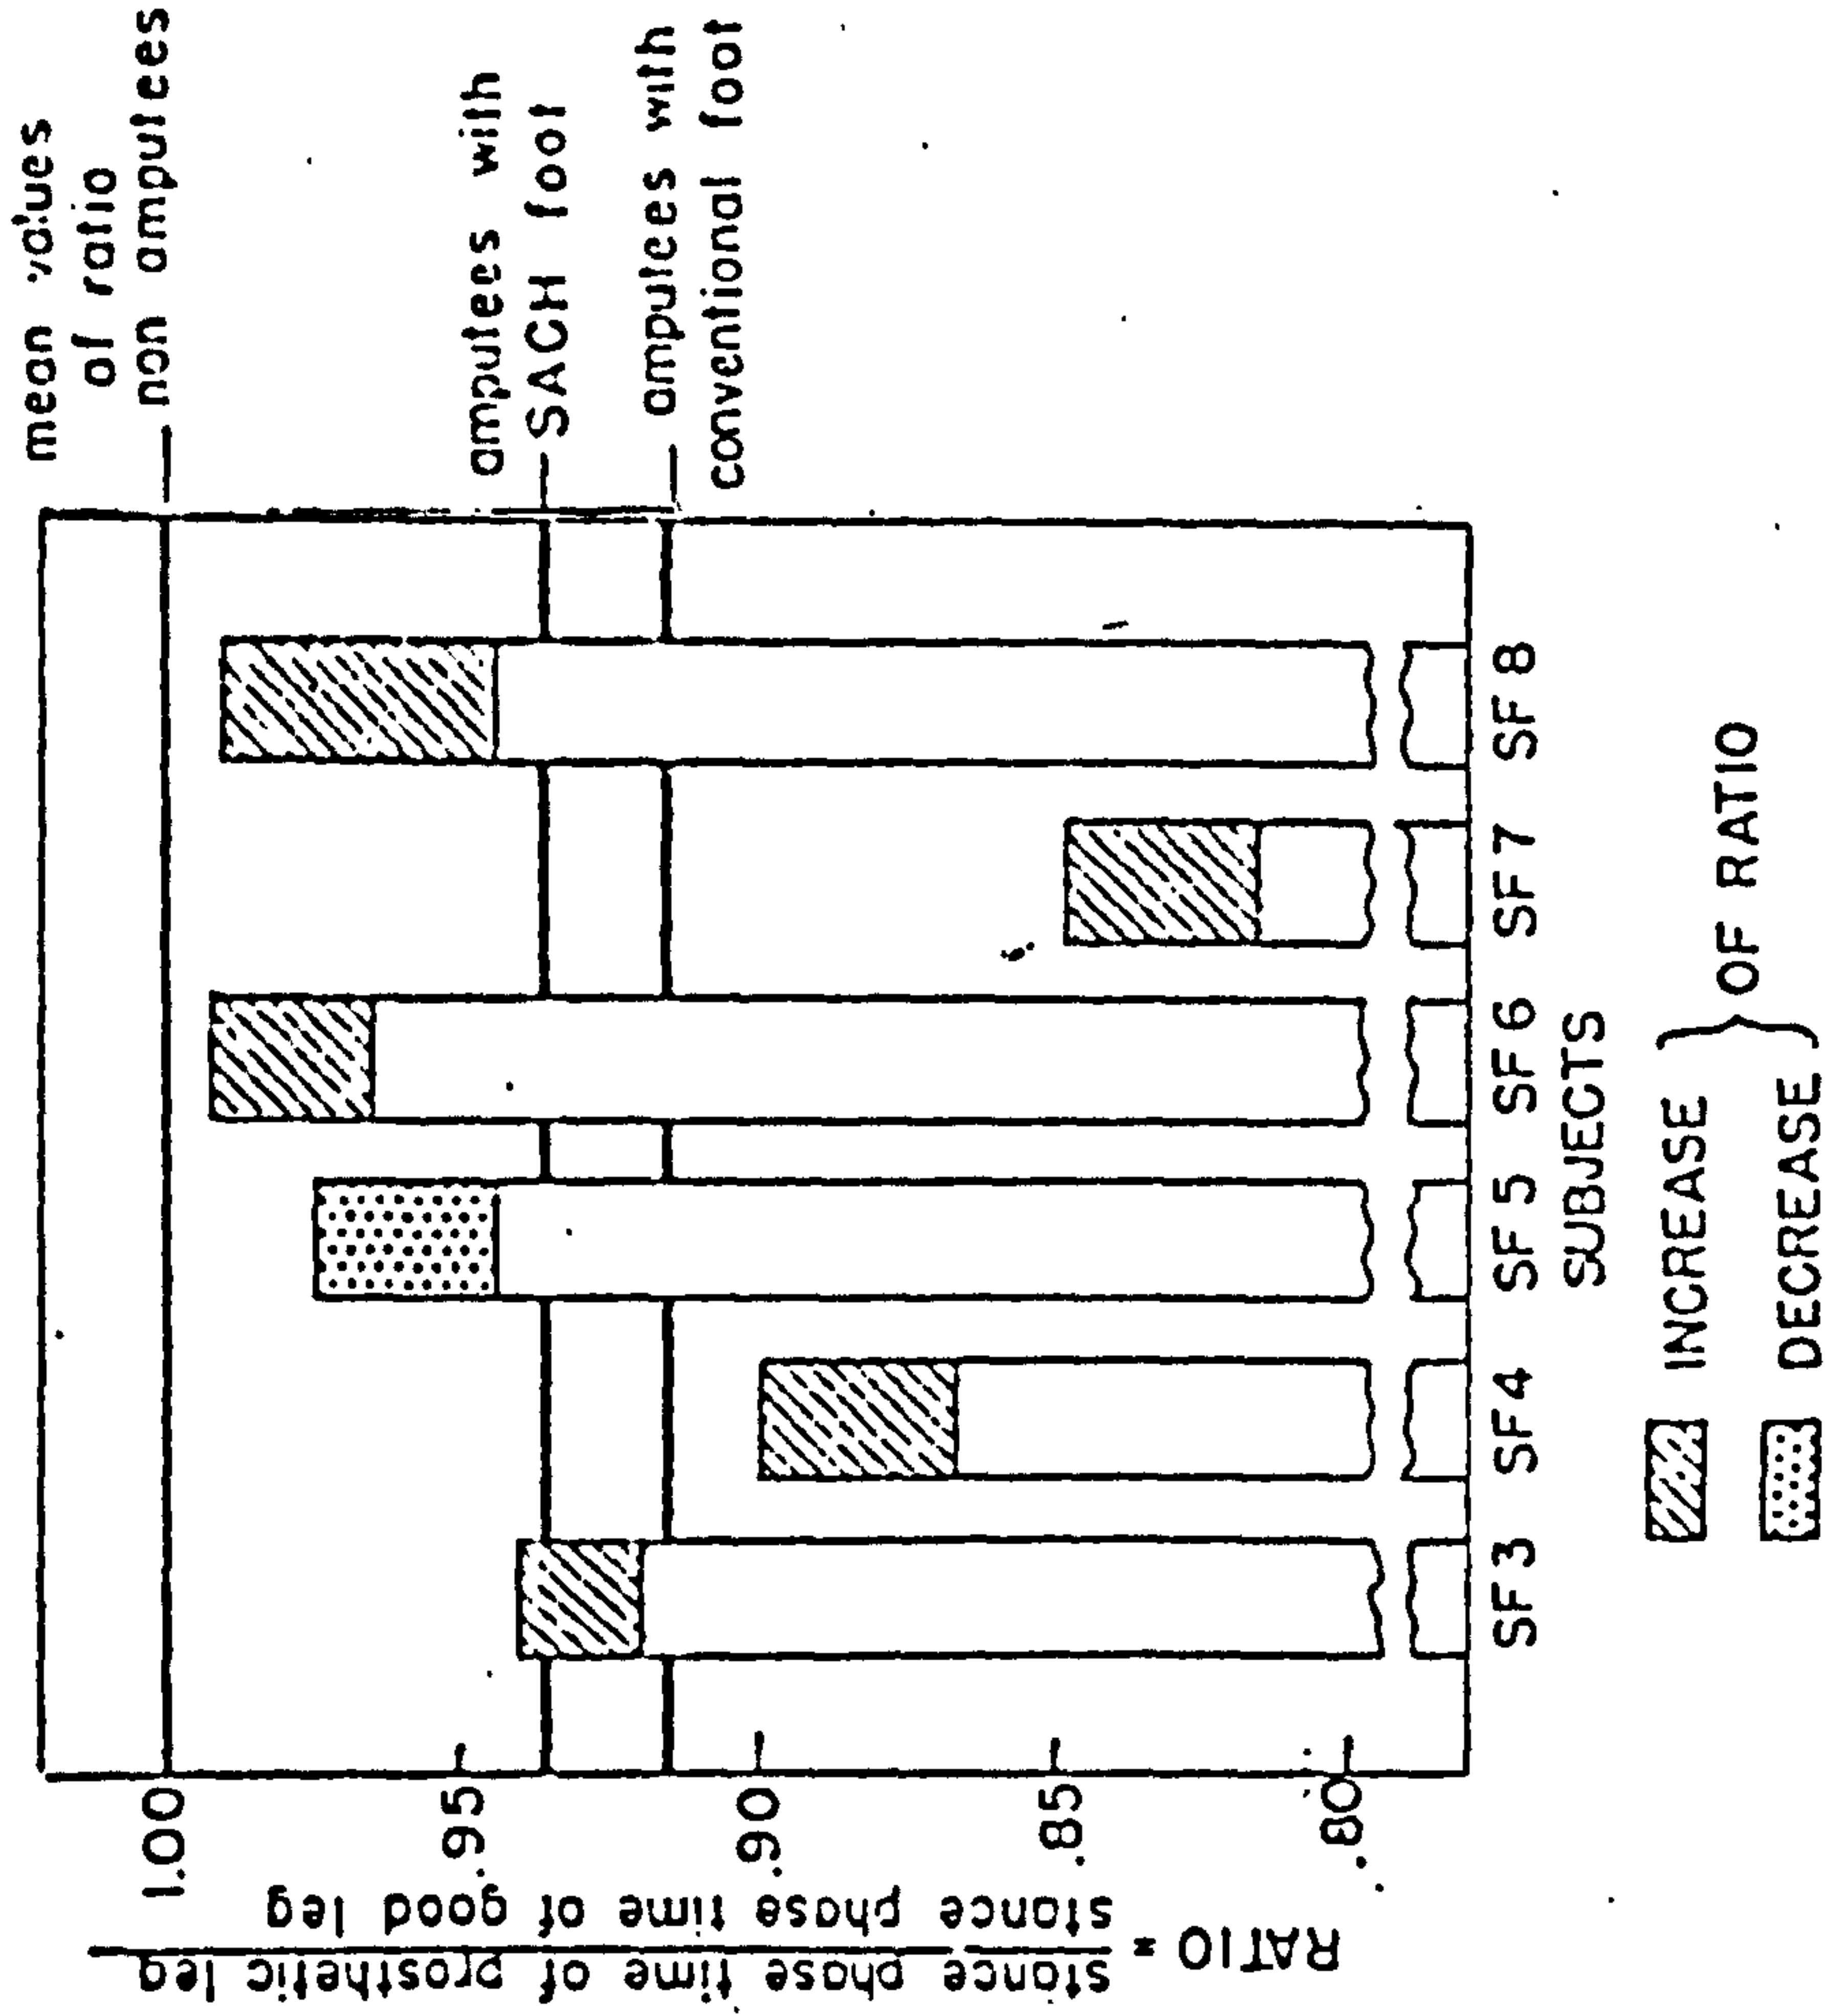 mean values
of ratio
non amputees
amputees with
SACH foot
amputees with
conventional foot
1.00
.95
.90
.85
.80
RATIO = stance phase time of prosthetic leg
stance phase time of good leg
SF 3 SF 4 SF 5 SF 6 SF 7 SF 8
SUBJECTS
INCREASE } OF RATIO
DECREASE